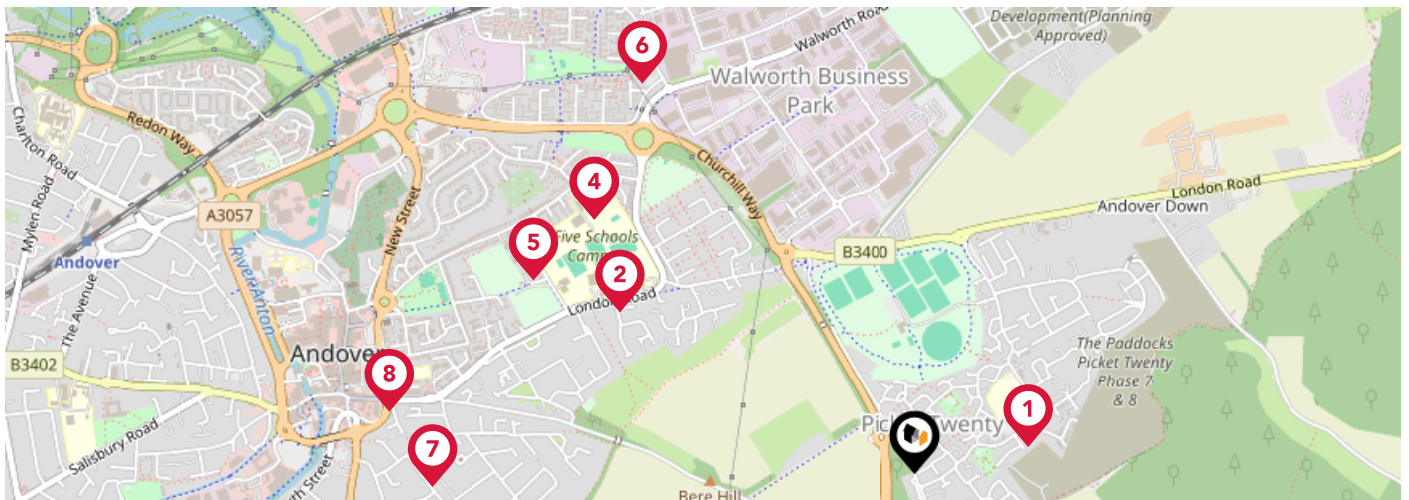 Development(Planning
Approved)
6
Walworth Road
Walworth Business
Park
Redon Way
Charlton Road
Mylen Road
Churchill Way
4
London Road
Andover Down
A3057
New Street
5
Five Schools
Andover
B3400
2
The Avenue
River Anton
London Road
The Paddocks
Picket Twenty
Phase 7
& 8
Andover
B3402
8
1
Picket Twenty
7
Salisbury Road
Bere Hill